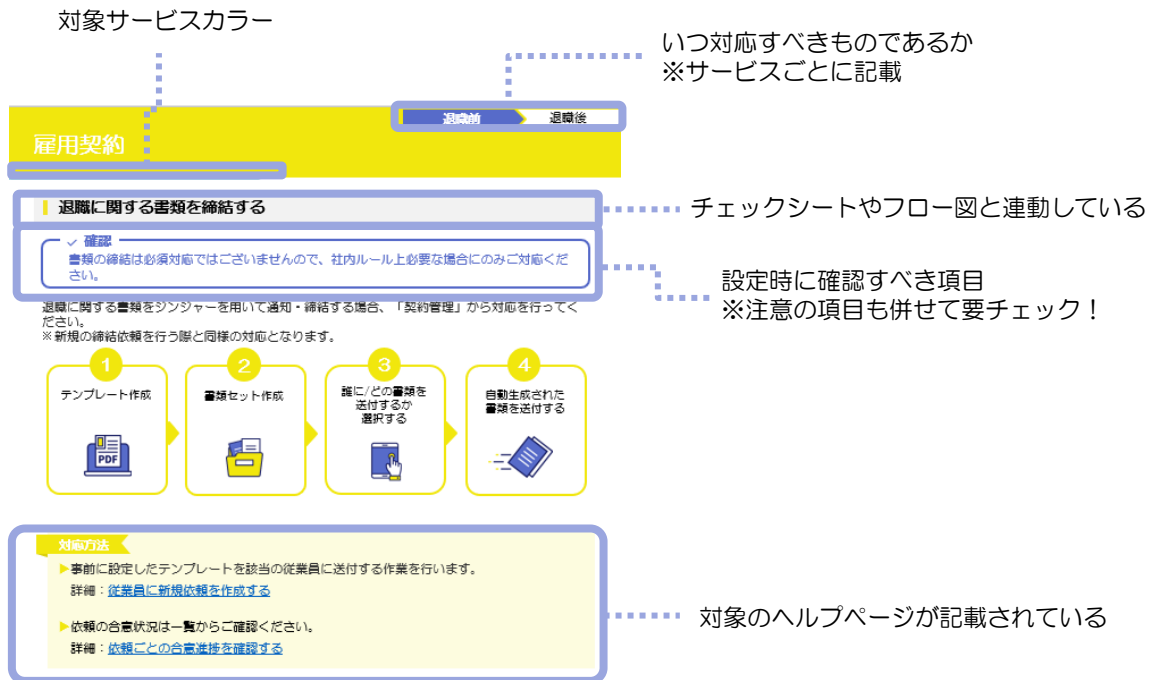 対象サービスカラー
いつ対応すべきものであるか
※サービスごとに記載
退職前
退職後
雇用契約
退職に関する書類を締結する
チェックシートやフロー図と連動している
確認
書類の締結は必須対応ではございませんので、社内ルール上必要な場合にのみご対応くだ
さい。
設定時に確認すべき項目
※注意の項目も併せて要チェック！
退職に関する書類をジンジャーを用いて通知・締結する場合、「契約管理」から対応を行ってく
ださい。
※新規の締結依頼を行う際と同様の対応となります。
1
テンプレート作成
PDF
2
書類セット作成
3
誰に/どの書類を
送付するか
選択する
4
自動生成された
書類を送付する
対応方法
▶事前に設定したテンプレートを該当の従業員に送付する作業を行います。
詳細：従業員に新規依頼を作成する
▶依頼の合意状況は一覧からご確認ください。
詳細：依頼ごとの合意進捗を確認する
対象のヘルプページが記載されている